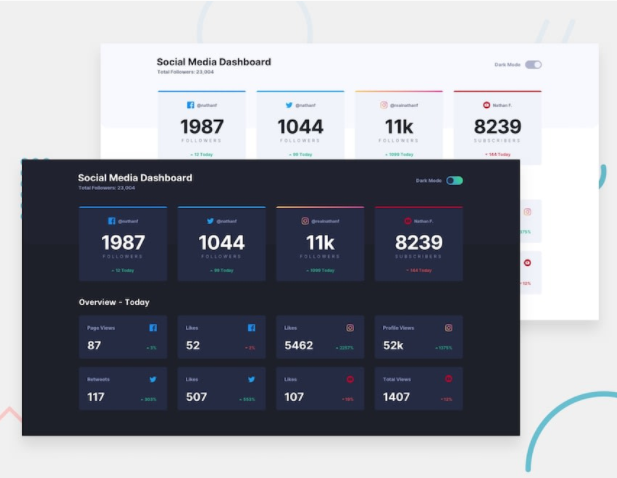 Social Media Dashboard
Total Followers: 23,004
Dark Mode
@nathanf
@nathanf
@realnathanf
Nathan F.
1987
1044
11k
8239
FOLLOWERS
FOLLOWERS
FOLLOWERS
SUBSCRIBERS
12 Today
99 Today
1099 Today
144 Today
Social Media Dashboard
Total Followers: 23,004
Dark Mode
@nathanf
@nathanf
@realnathanf
Nathan F.
1987
1044
11k
8239
FOLLOWERS
FOLLOWERS
FOLLOWERS
SUBSCRIBERS
12 Today
99 Today
1099 Today
144 Today
Overview - Today
Page Views
Likes
Likes
Profile Views
87
3%
52
2%
5462
2257%
52k
1375%
Retweets
Likes
Likes
Total Views
117
303%
507
553%
107
19%
1407
12%